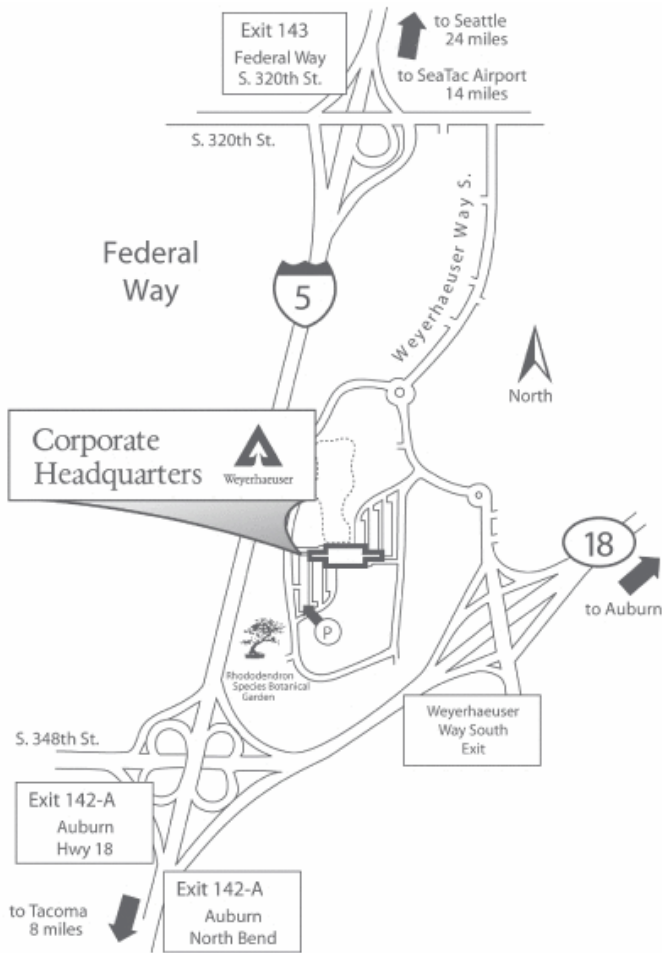 Exit 143
Federal Way
S. 320th St.
to Seattle
24 miles
to SeaTac Airport
14 miles
S. 320th St.
Weyerhaeuser Way S.
Federal
Way
5
North
Corporate
Headquarters
Weyerhaeuser
18
to Auburn
P
Rhododendron
Species Botanical
Garden
Weyerhaeuser
Way South
Exit
S. 348th St.
Exit 142-A
Auburn
Hwy 18
Exit 142-A
Auburn
North Bend
to Tacoma
8 miles